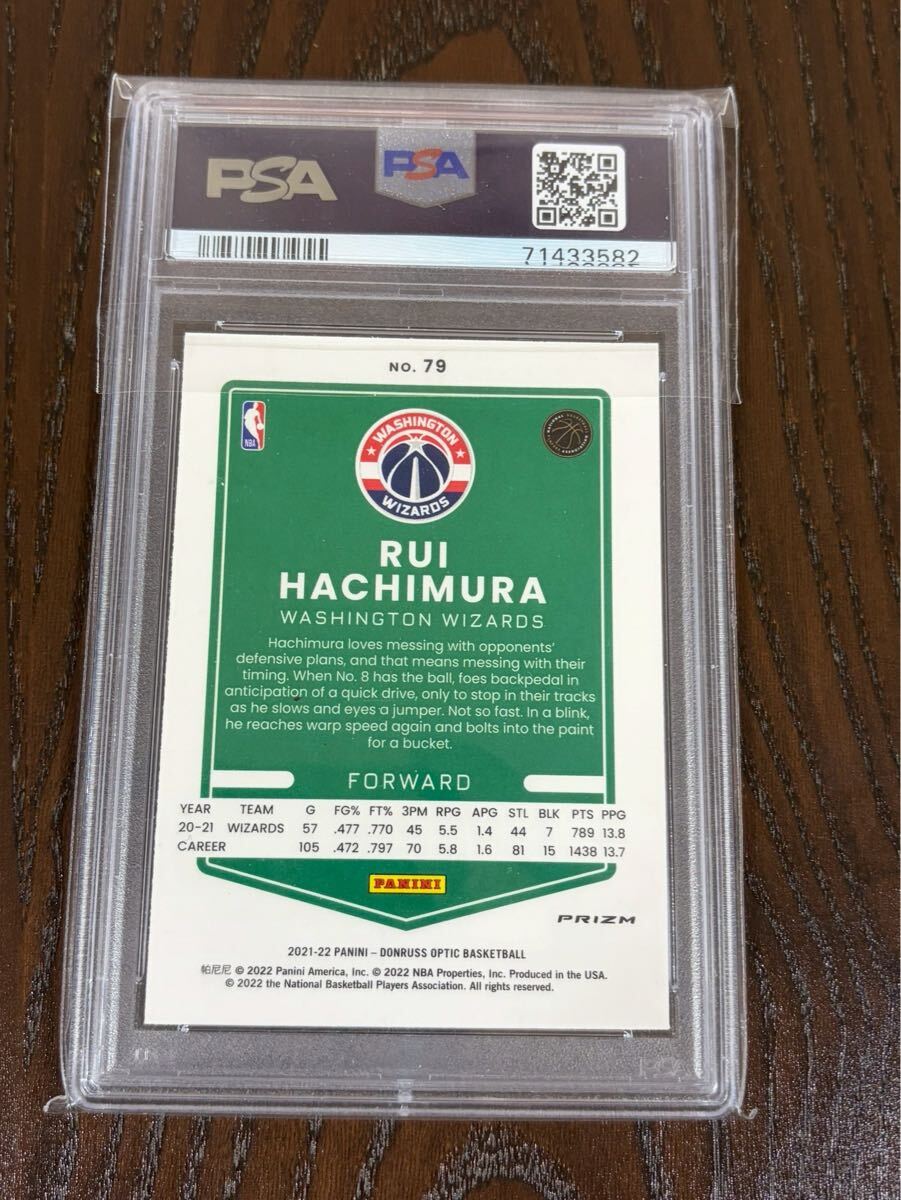 PSA
PSA
71433582
NO. 79
NBA
WASHINGTON
WIZARDS
RUI
HACHIMURA
WASHINGTON WIZARDS
Hachimura loves messing with opponents'
defensive plans, and that means messing with their
timing. When No. 8 has the ball, foes backpedal in
anticipation of a quick drive, only to stop in their tracks
as he slows and eyes a jumper. Not so fast. In a blink,
he reaches warp speed again and bolts into the paint
for a bucket.
FORWARD
YEAR TEAM G FG% FT% 3PM RPG APG STL BLK PTS PPG
20-21 WIZARDS 57 .477 .770 45 5.5 1.4 44 7 789 13.8
CAREER 105 .472 .797 70 5.8 1.6 81 15 1438 13.7
PANINI
PRIZM
2021-22 PANINI – DONRUSS OPTIC BASKETBALL
帕尼尼 © 2022 Panini America, Inc. © 2022 NBA Properties, Inc. Produced in the USA.
© 2022 the National Basketball Players Association. All rights reserved.